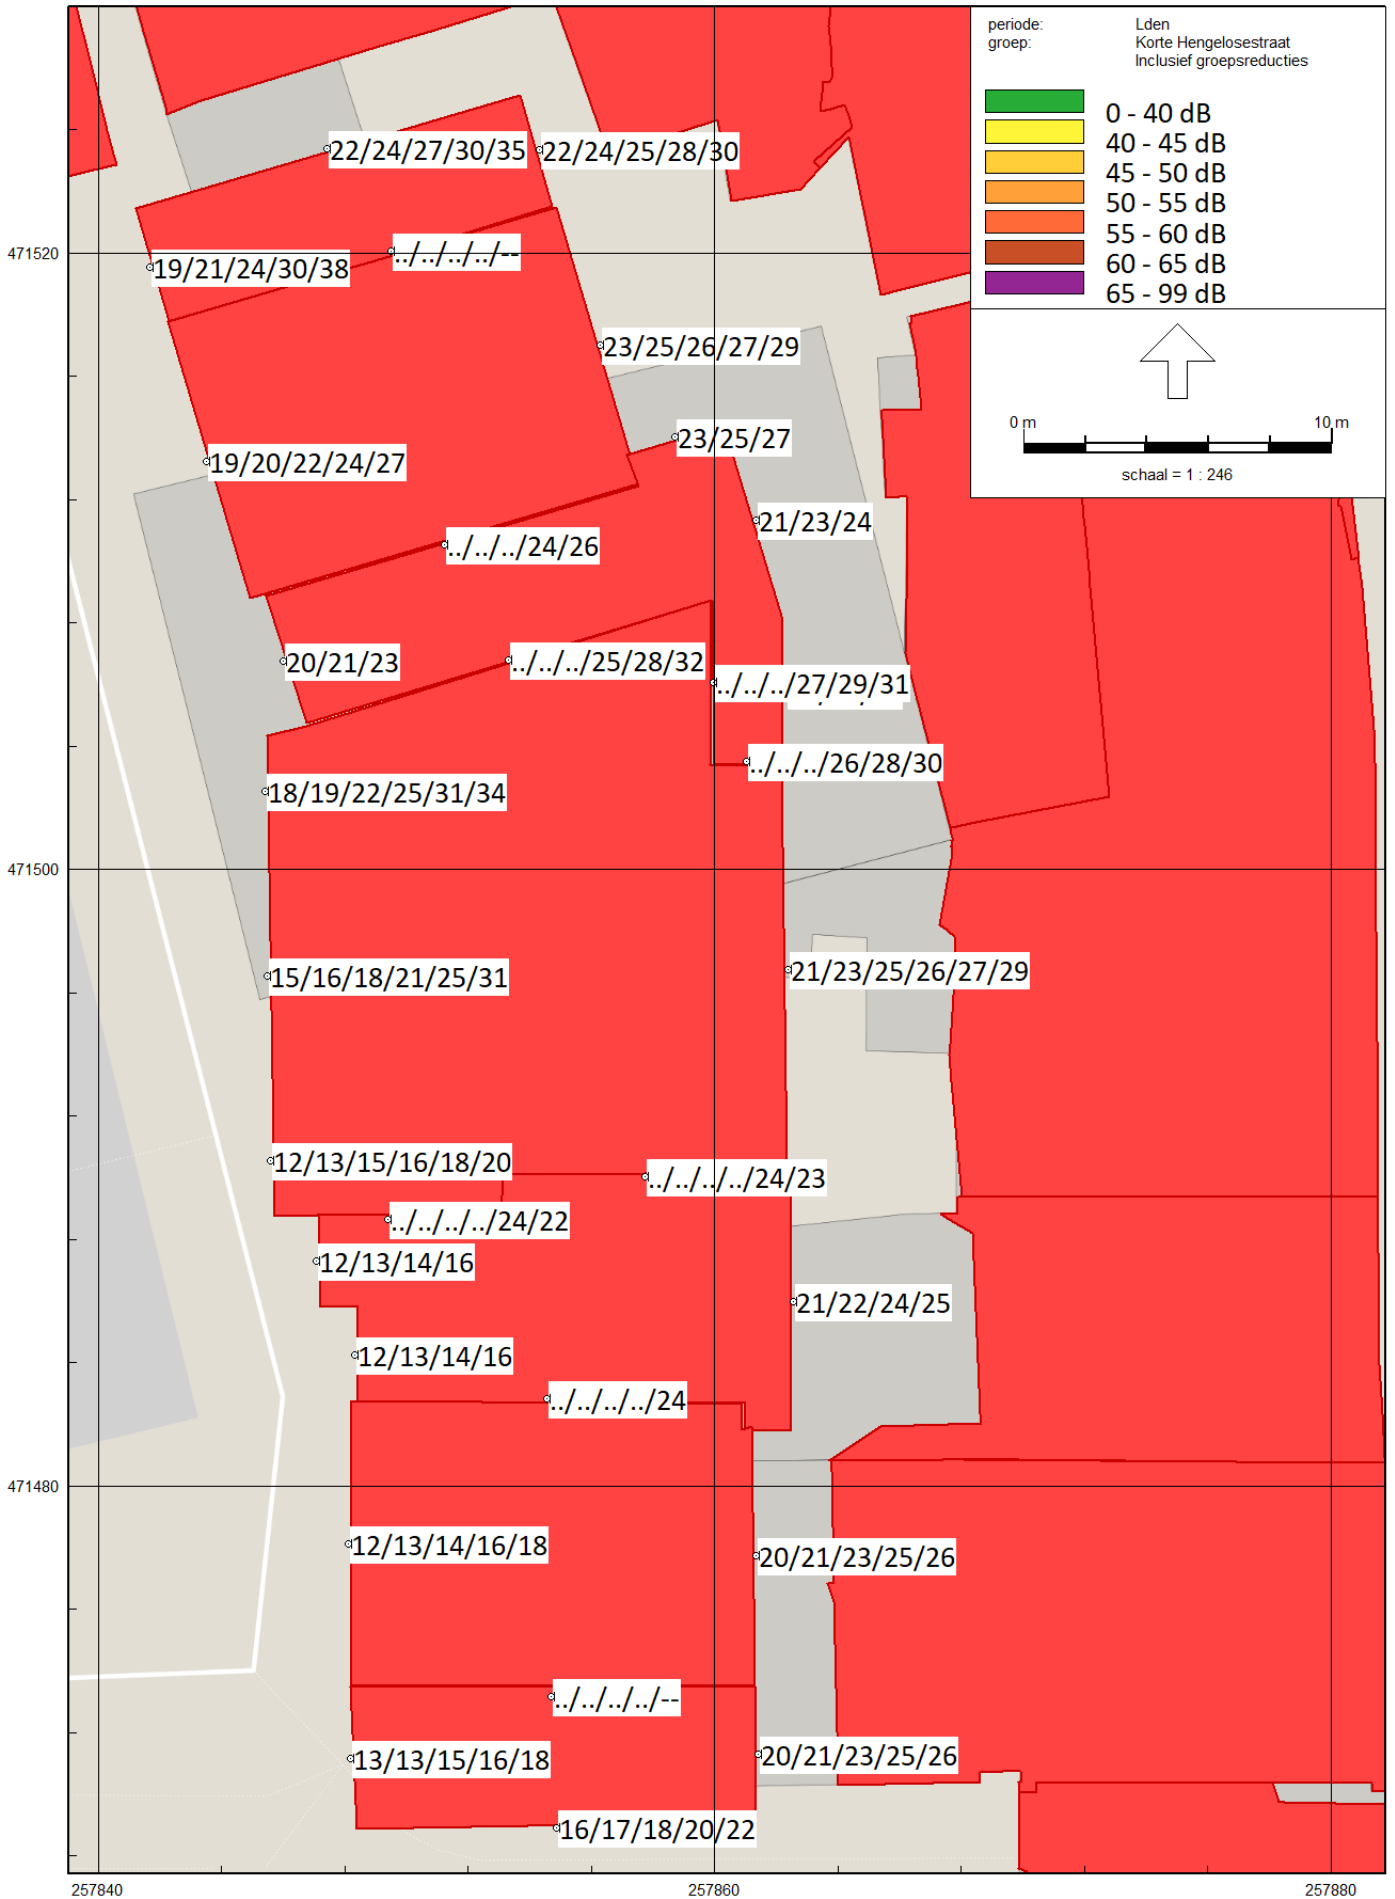 periode: Lden
groep: Korte Hengelosestraat
Inclusief groepsreducties
0 - 40 dB
40 - 45 dB
45 - 50 dB
50 - 55 dB
55 - 60 dB
60 - 65 dB
65 - 99 dB
0 m 10 m
schaal = 1 : 246
22/24/27/30/35
22/24/25/28/30
471520
19/21/24/30/38
../../../../--
23/25/26/27/29
23/25/27
19/20/22/24/27
21/23/24
../../../24/26
20/21/23
../../../25/28/32
../../../27/29/31
../../../26/28/30
18/19/22/25/31/34
471500
15/16/18/21/25/31
21/23/25/26/27/29
12/13/15/16/18/20
../../../../24/23
../../../../24/22
12/13/14/16
21/22/24/25
12/13/14/16
../../../../24
471480
12/13/14/16/18
20/21/23/25/26
../../../../--
13/13/15/16/18
20/21/23/25/26
16/17/18/20/22
257840
257860
257880